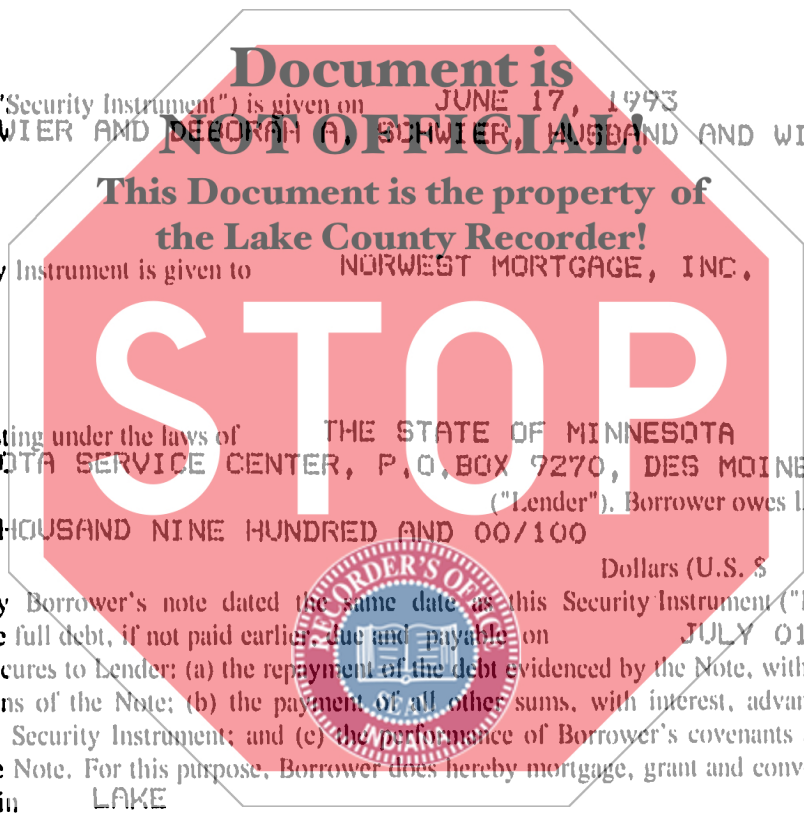 Document is
"Security Instrument") is given on JUNE 17, 1993
WIER AND DEBORAH A. SCHWIER, HUSBAND AND WI
NOT OFFICIAL!
This Document is the property of
the Lake County Recorder!
y Instrument is given to NORWEST MORTGAGE, INC.
STOP
sting under the laws of THE STATE OF MINNESOTA
OTA SERVICE CENTER, P.O.BOX 9270, DES MOINE
("Lender"). Borrower owes
HOUSAND NINE HUNDRED AND 00/100
Dollars (U.S. $
y Borrower's note dated the same date as this Security Instrument ("
e full debt, if not paid earlier, due and payable on JULY 01
cures to Lender: (a) the repayment of the debt evidenced by the Note, with
ns of the Note; (b) the payment of all other sums, with interest, advan
Security Instrument; and (c) the performance of Borrower's covenants
e Note. For this purpose, Borrower does hereby mortgage, grant and conv
in LAKE
RECORDER'S OFFICE
SEAL
INDIANA